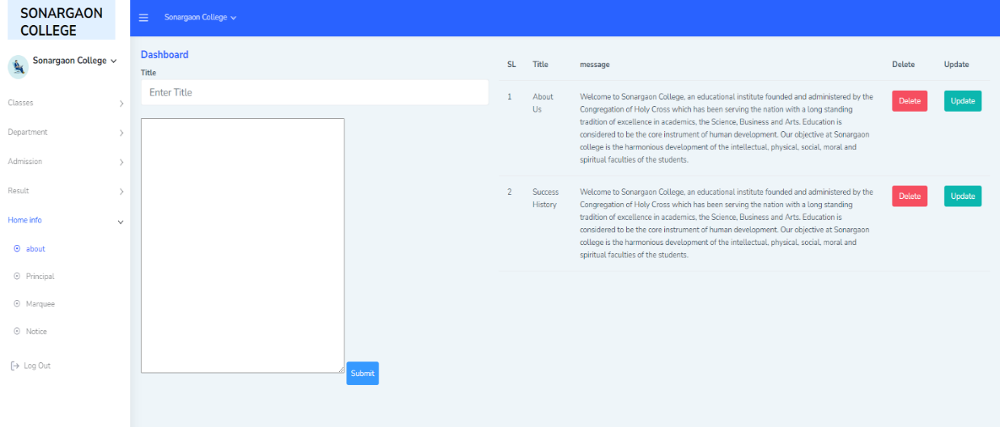 SONARGAON
COLLEGE
Sonargaon College
Sonargaon College
Classes
Department
Admission
Result
Home info
about
Principal
Marquee
Notice
Log Out
Dashboard
Title
Enter Title
Submit
SL Title message Delete Update
1 About Us Welcome to Sonargaon College, an educational institute founded and administered by the Delete Update
Congregation of Holy Cross which has been serving the nation with a long standing
tradition of excellence in academics, the Science, Business and Arts. Education is
considered to be the core instrument of human development. Our objective at Sonargaon
college is the harmonious development of the intellectual, physical, social, moral and
spiritual faculties of the students.
2 Success History Welcome to Sonargaon College, an educational institute founded and administered by the Delete Update
Congregation of Holy Cross which has been serving the nation with a long standing
tradition of excellence in academics, the Science, Business and Arts. Education is
considered to be the core instrument of human development. Our objective at Sonargaon
college is the harmonious development of the intellectual, physical, social, moral and
spiritual faculties of the students.